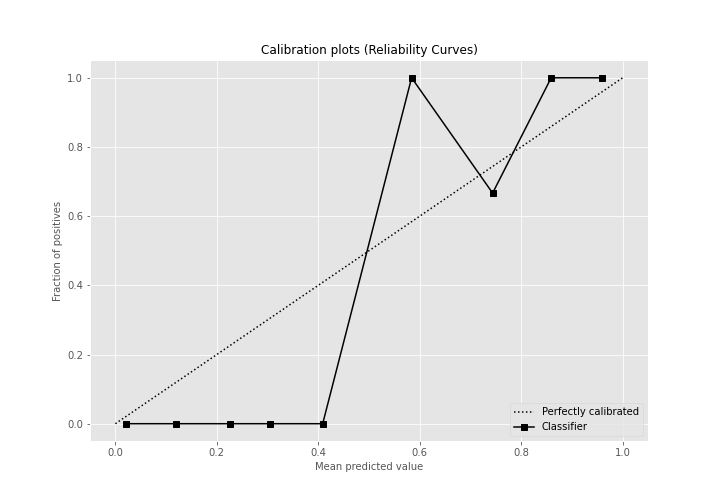 Calibration plots (Reliability Curves)
1.0
0.8
0.6
0.4
0.2
0.0
Fraction of positives
0.0 0.2 0.4 0.6 0.8 1.0
Mean predicted value
Perfectly calibrated
Classifier